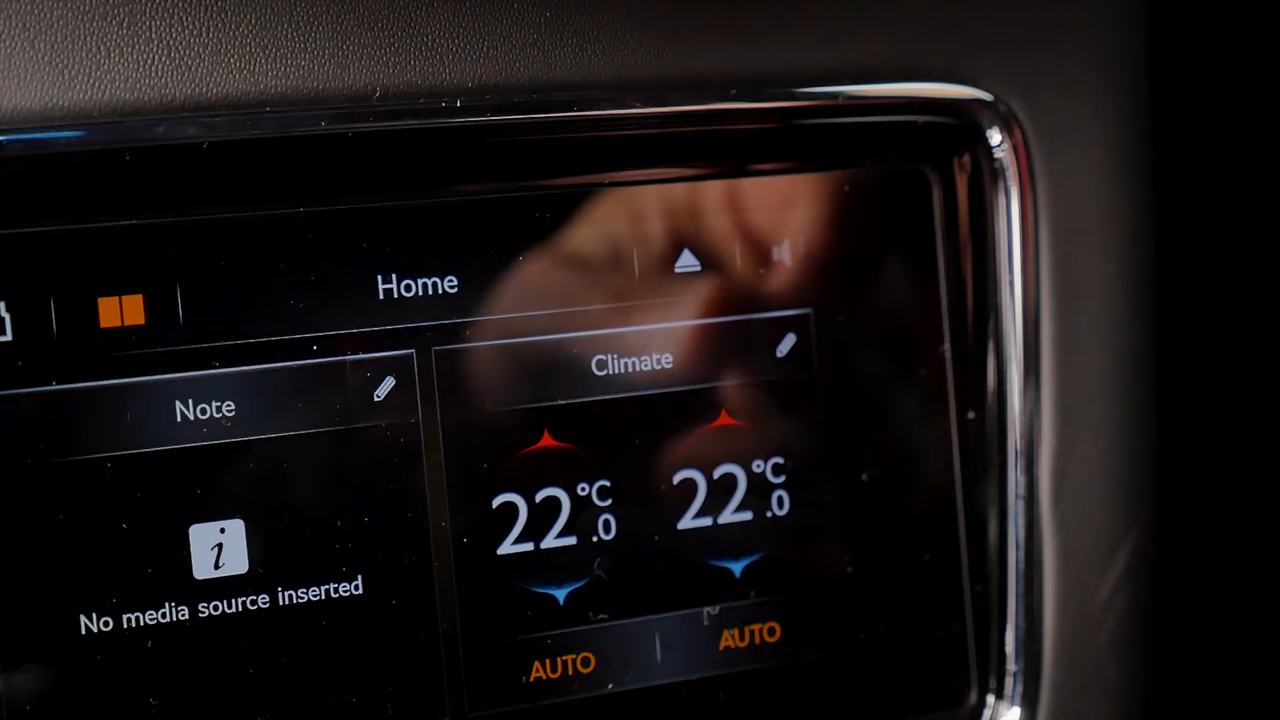 Home
Note
Climate
22°C .0
22°C .0
i
No media source inserted
AUTO
AUTO